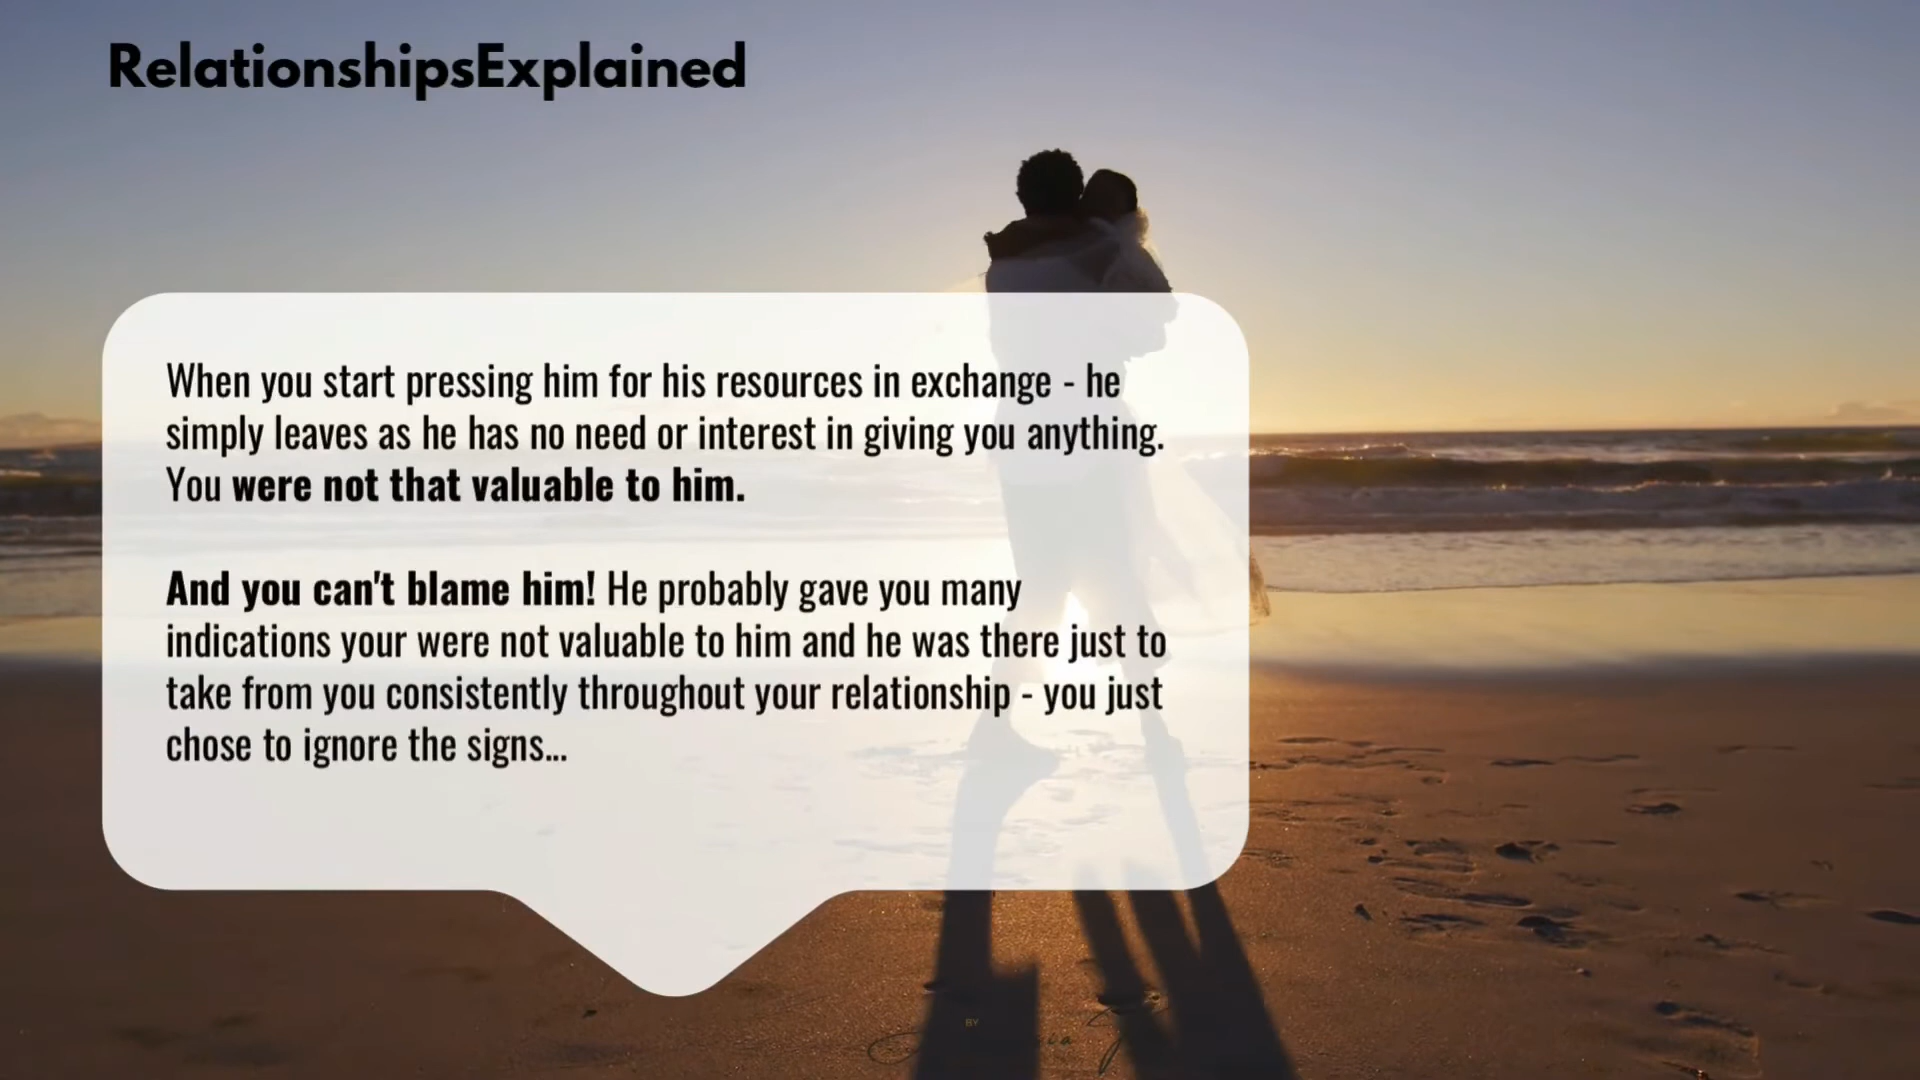 RelationshipsExplained
When you start pressing him for his resources in exchange - he
simply leaves as he has no need or interest in giving you anything.
You were not that valuable to him.
And you can't blame him! He probably gave you many
indications your were not valuable to him and he was there just to
take from you consistently throughout your relationship - you just
chose to ignore the signs...
BY